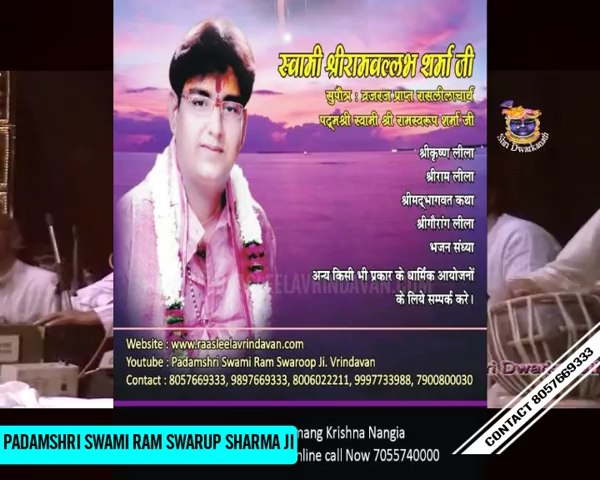 स्वामी श्रीरामवल्लभ शर्मा जी
सुपौत्र : व्रजरज प्राप्त रासलीलाचार्य
पद्मश्री स्वामी श्री रामस्वरूप शर्मा जी
Shri Dwarkanath
श्रीकृष्ण लीला
श्रीराम लीला
श्रीमद्भागवत कथा
श्रीगौरांग लीला
भजन संध्या
अन्य किसी भी प्रकार के धार्मिक आयोजनों
के लिये सम्पर्क करे।
Website : www.raasleelavrindavan.com
Youtube : Padamshri Swami Ram Swaroop Ji. Vrindavan
Contact : 8057669333, 9897669333, 8006022211, 9997733988, 7900800030
CONTACT 8057669333
PADAMSHRI SWAMI RAM SWARUP SHARMA JI
mang Krishna Nangia
nline call Now 7055740000